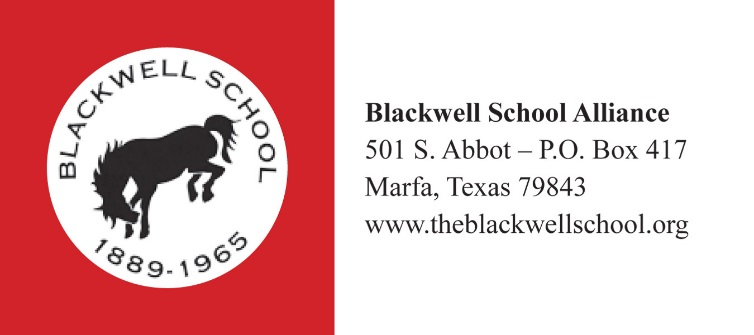 BLACKWELL SCHOOL
1889-1965
Blackwell School Alliance
501 S. Abbot – P.O. Box 417
Marfa, Texas 79843
www.theblackwellschool.org